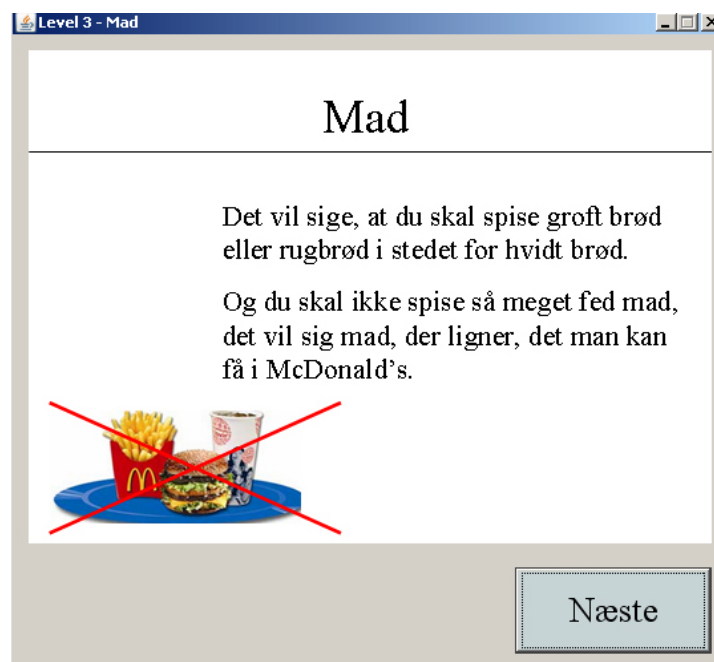 Level 3 - Mad
Mad
Det vil sige, at du skal spise groft brød
eller rugbrød i stedet for hvidt brød.
Og du skal ikke spise så meget fed mad,
det vil sig mad, der ligner, det man kan
få i McDonald’s.
Næste